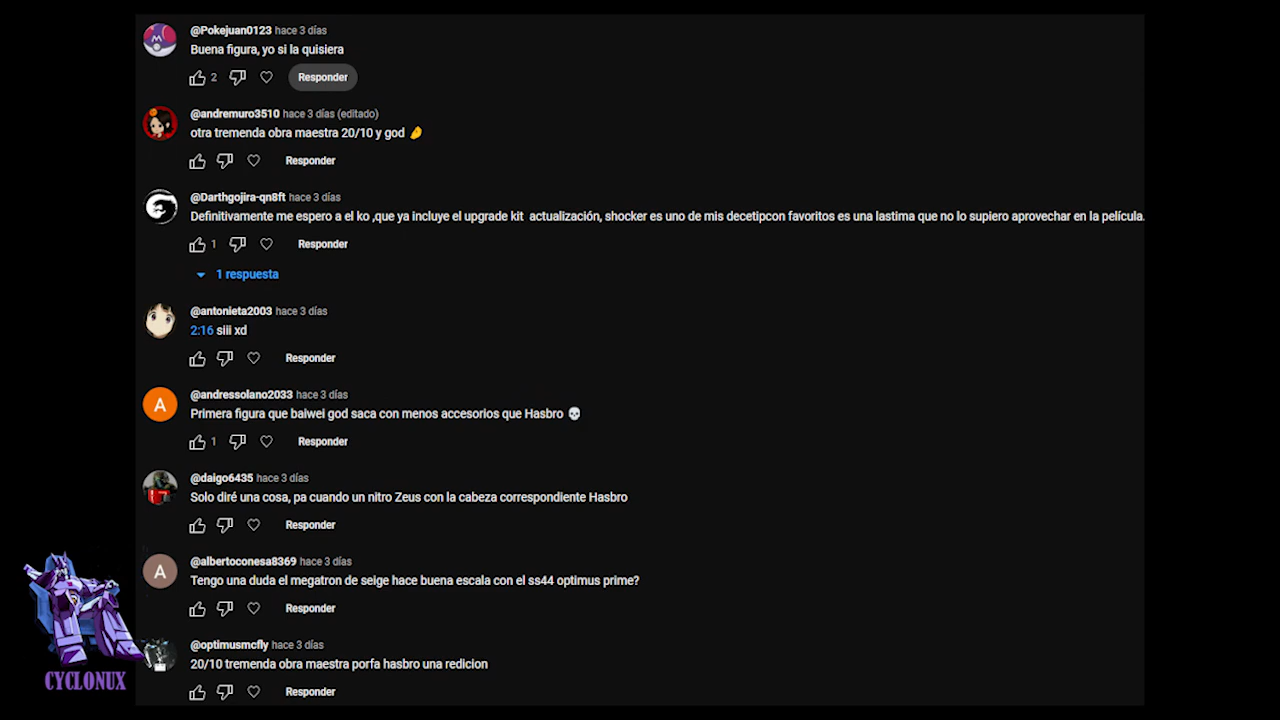 @Pokejuan0123 hace 3 días
Buena figura, yo si la quisiera
2 Responder
@andremuro3510 hace 3 días (editado)
otra tremenda obra maestra 20/10 y god
Responder
@Darthgojira-qn8ft hace 3 días
Definitivamente me espero a el ko ,que ya incluye el upgrade kit actualización, shocker es uno de mis decetipcon favoritos es una lastima que no lo supiero aprovechar en la película.
1 Responder
1 respuesta
@antonieta2003 hace 3 días
2:16 siii xd
Responder
A
@andressolano2033 hace 3 días
Primera figura que baiwei god saca con menos accesorios que Hasbro
1 Responder
@daigo6435 hace 3 días
Solo diré una cosa, pa cuando un nitro Zeus con la cabeza correspondiente Hasbro
Responder
A
@albertoconesa8369 hace 3 días
Tengo una duda el megatron de seige hace buena escala con el ss44 optimus prime?
Responder
@optimusmcfly hace 3 días
20/10 tremenda obra maestra porfa hasbro una redicion
Responder
CYCLONUX